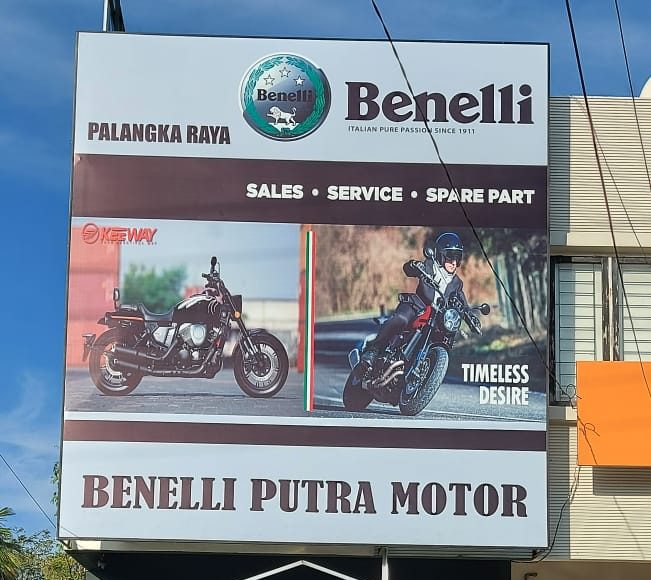 Benelli
Benelli
ITALIAN PURE PASSION SINCE 1911
PALANGKA RAYA
SALES • SERVICE • SPARE PART
KEEWAY
TIMELESS
DESIRE
BENELLI PUTRA MOTOR